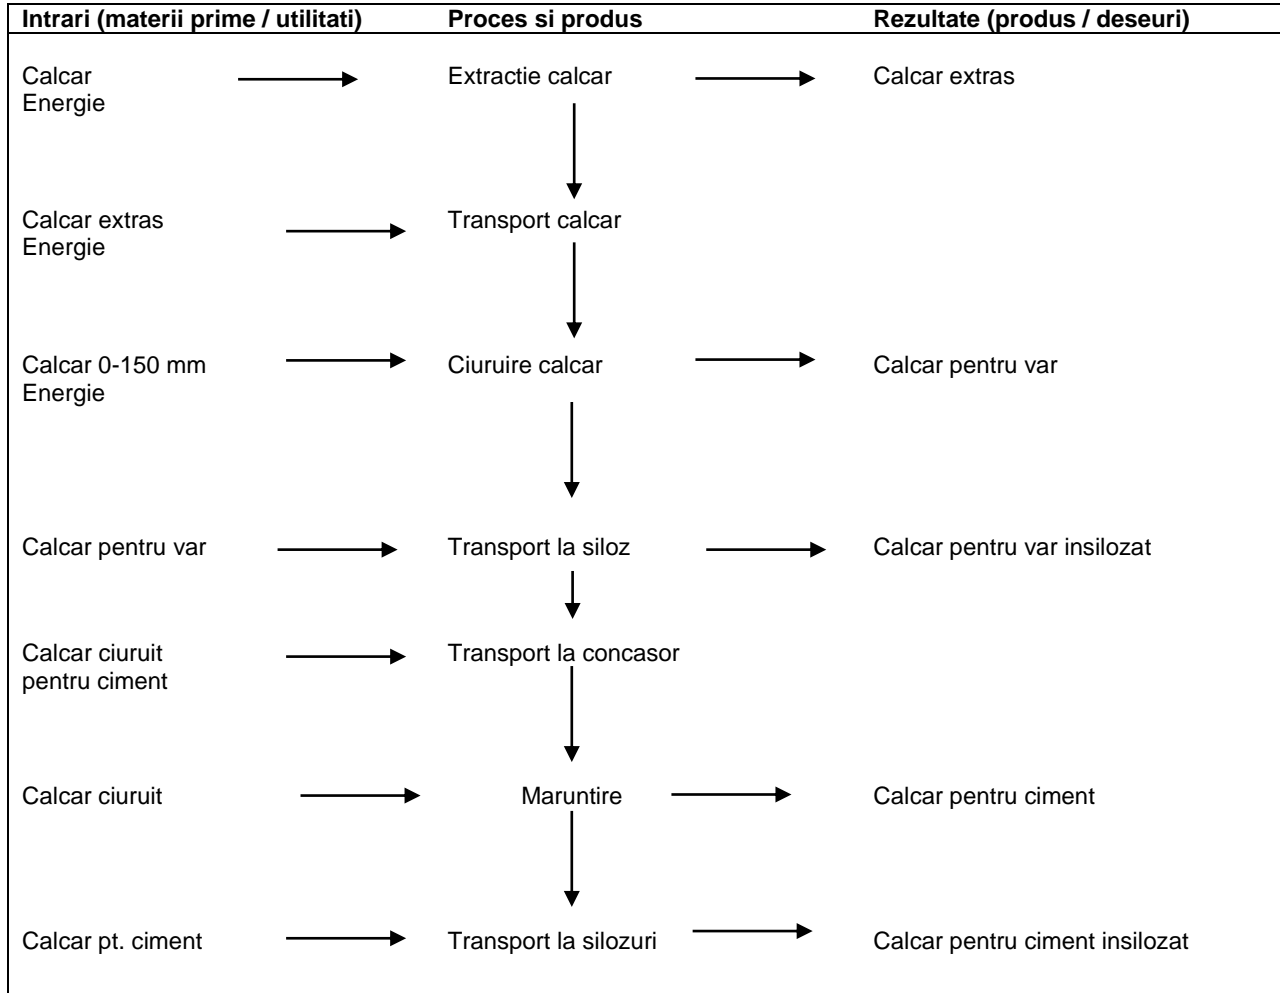 Intrari (materii prime / utilitati) Proces si produs Rezultate (produs / deseuri)
Calcar Extractie calcar Calcar extras
Energie
Calcar extras Transport calcar
Energie
Calcar 0-150 mm Ciuruire calcar Calcar pentru var
Energie
Calcar pentru var Transport la siloz Calcar pentru var insilozat
Calcar ciuruit Transport la concasor
pentru ciment
Calcar ciuruit Maruntire Calcar pentru ciment
Calcar pt. ciment Transport la silozuri Calcar pentru ciment insilozat